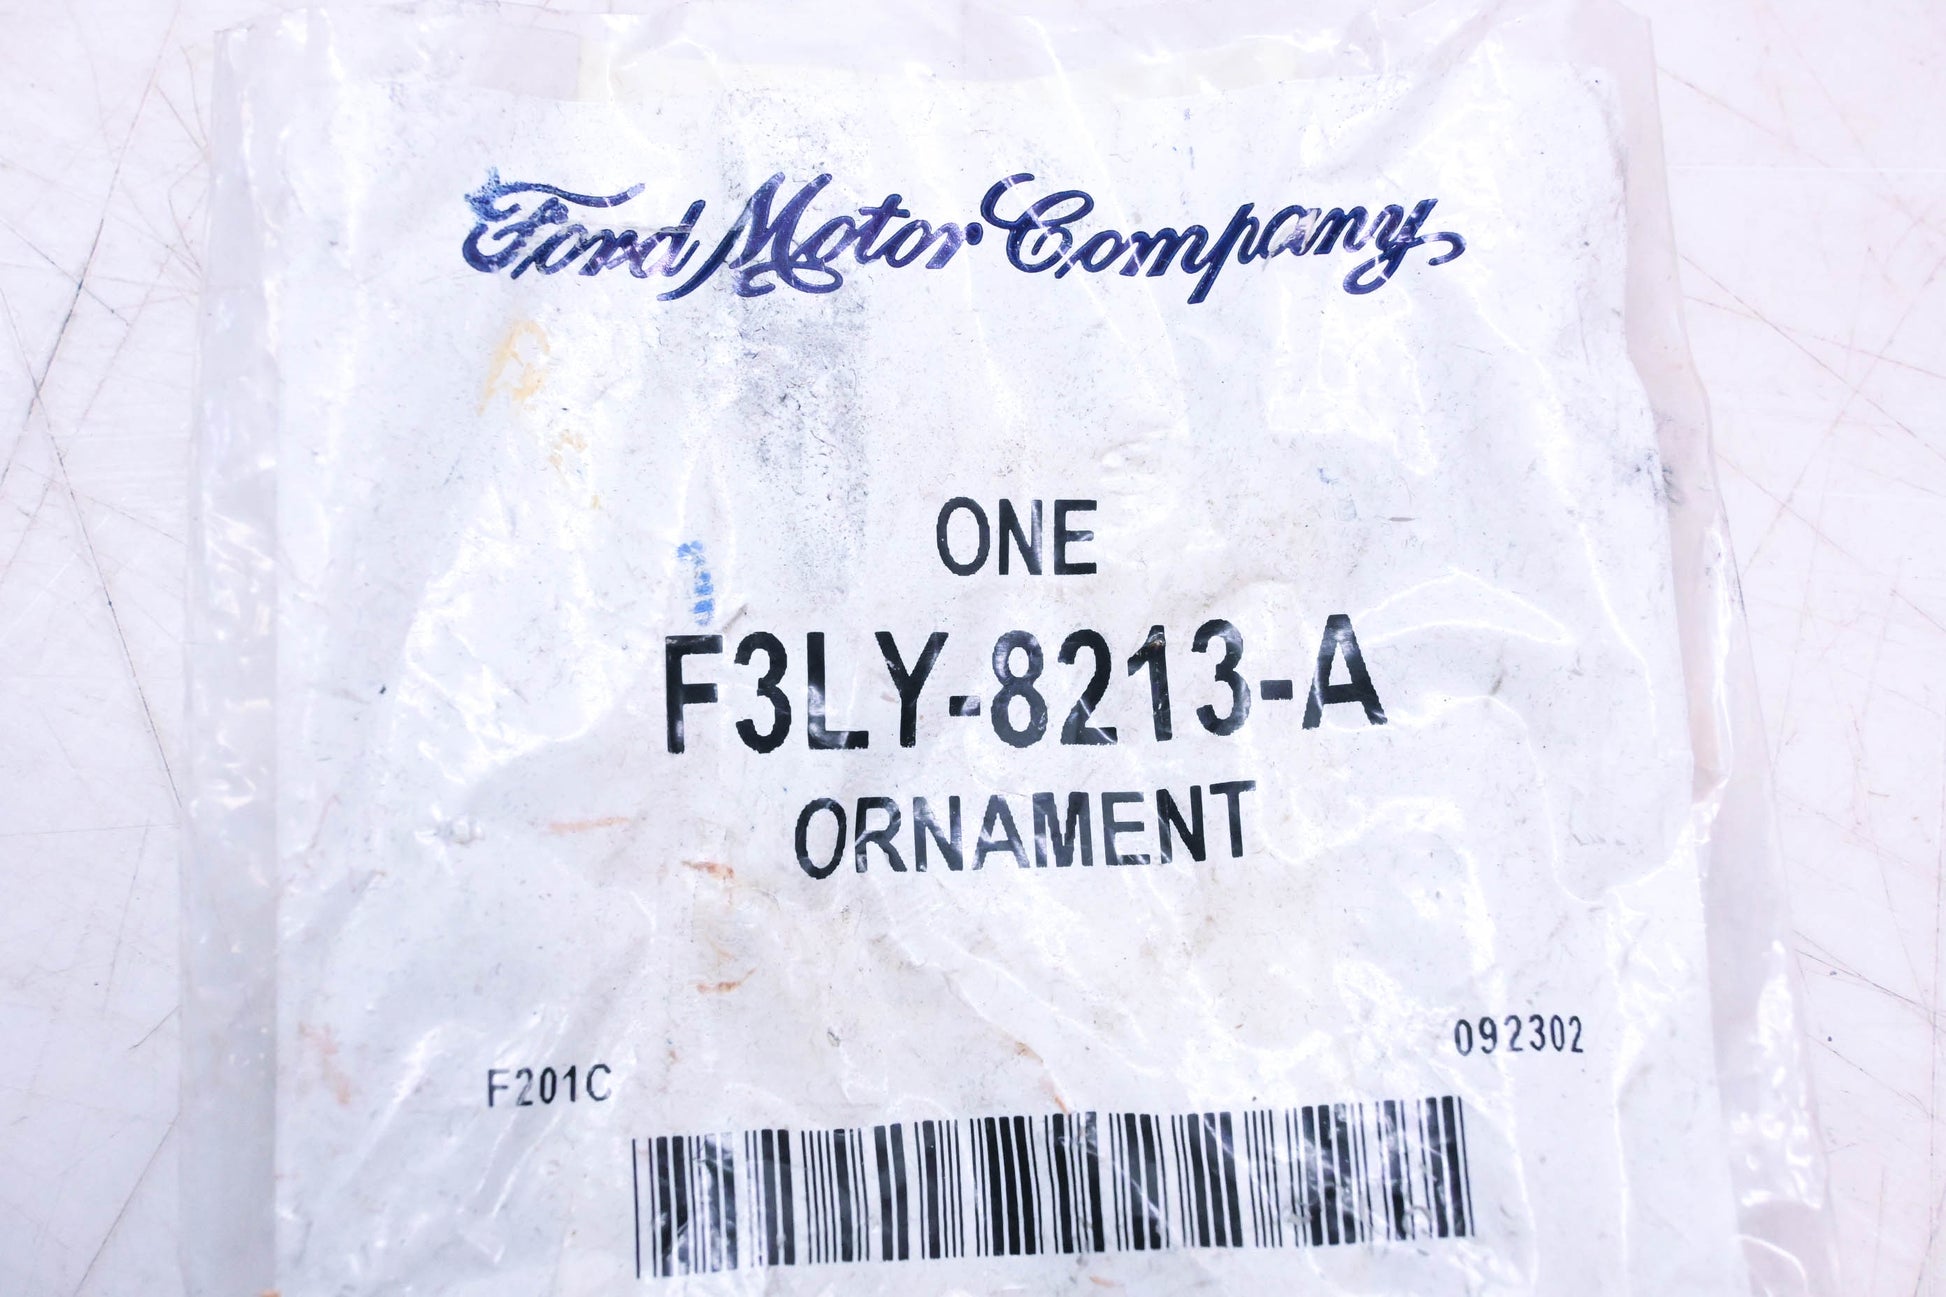 Ford Motor Company
ONE
F3LY-8213-A
ORNAMENT
092302
F201C